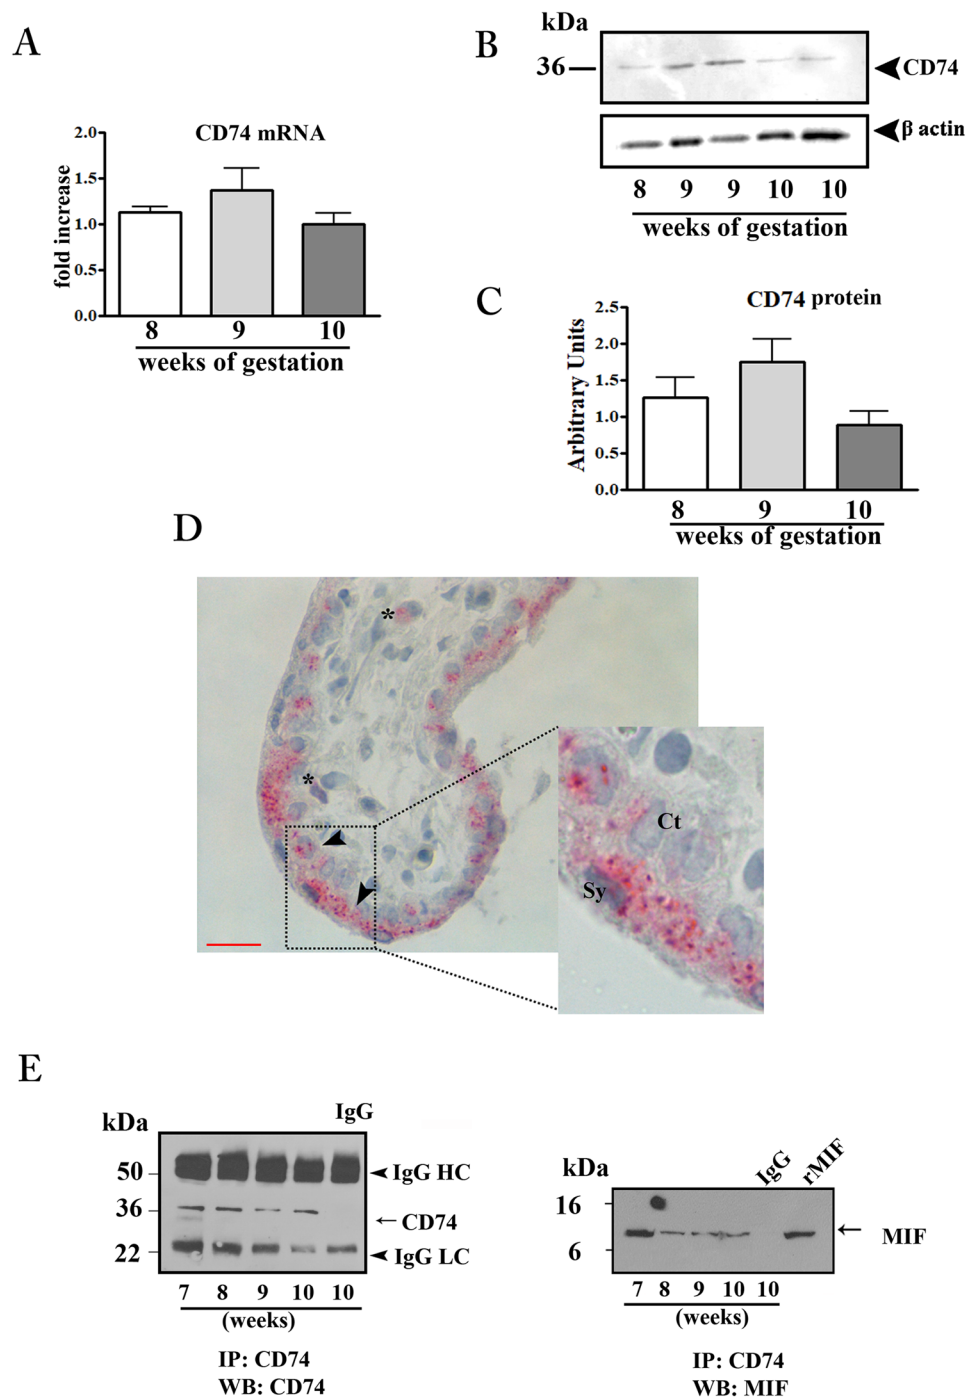 A
CD74 mRNA
fold increase
2.0
1.5
1.0
0.5
0.0
8 9 10
weeks of gestation
B
kDa
36
CD74
β actin
8 9 9 10 10
weeks of gestation
C
CD74 protein
Arbitrary Units
2.5
2.0
1.5
1.0
0.5
0.0
8 9 10
weeks of gestation
D
*
*
Ct
Sy
E
kDa
IgG
50
IgG HC
36
CD74
22
IgG LC
7 8 9 10 10
(weeks)
IP: CD74
WB: CD74
kDa
IgG
rMIF
16
MIF
6
7 8 9 10 10
(weeks)
IP: CD74
WB: MIF